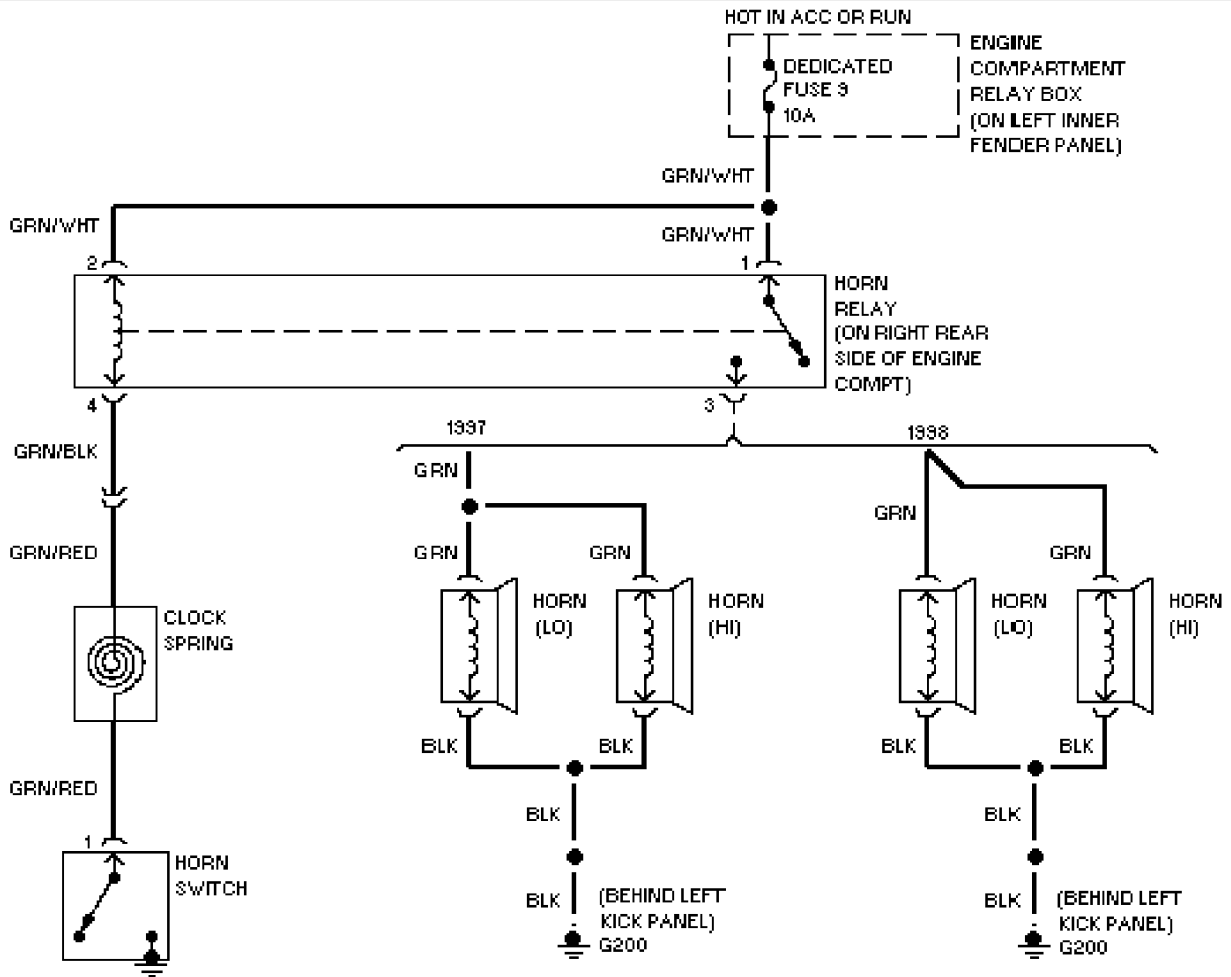 HOT IN ACC OR RUN
DEDICATED
FUSE 9
10A
ENGINE
COMPARTMENT
RELAY BOX
(ON LEFT INNER
FENDER PANEL)
GRN/WHT
GRN/WHT
GRN/WHT
2
1
HORN
RELAY
(ON RIGHT REAR
SIDE OF ENGINE
COMPT)
4
3
1997
1998
GRN/BLK
GRN
GRN
GRN/RED
GRN
GRN
GRN
CLOCK
SPRING
HORN
(LO)
HORN
(HI)
HORN
(LO)
HORN
(HI)
BLK
BLK
BLK
BLK
GRN/RED
BLK
BLK
1
HORN
SWITCH
BLK
(BEHIND LEFT
KICK PANEL)
G200
BLK
(BEHIND LEFT
KICK PANEL)
G200